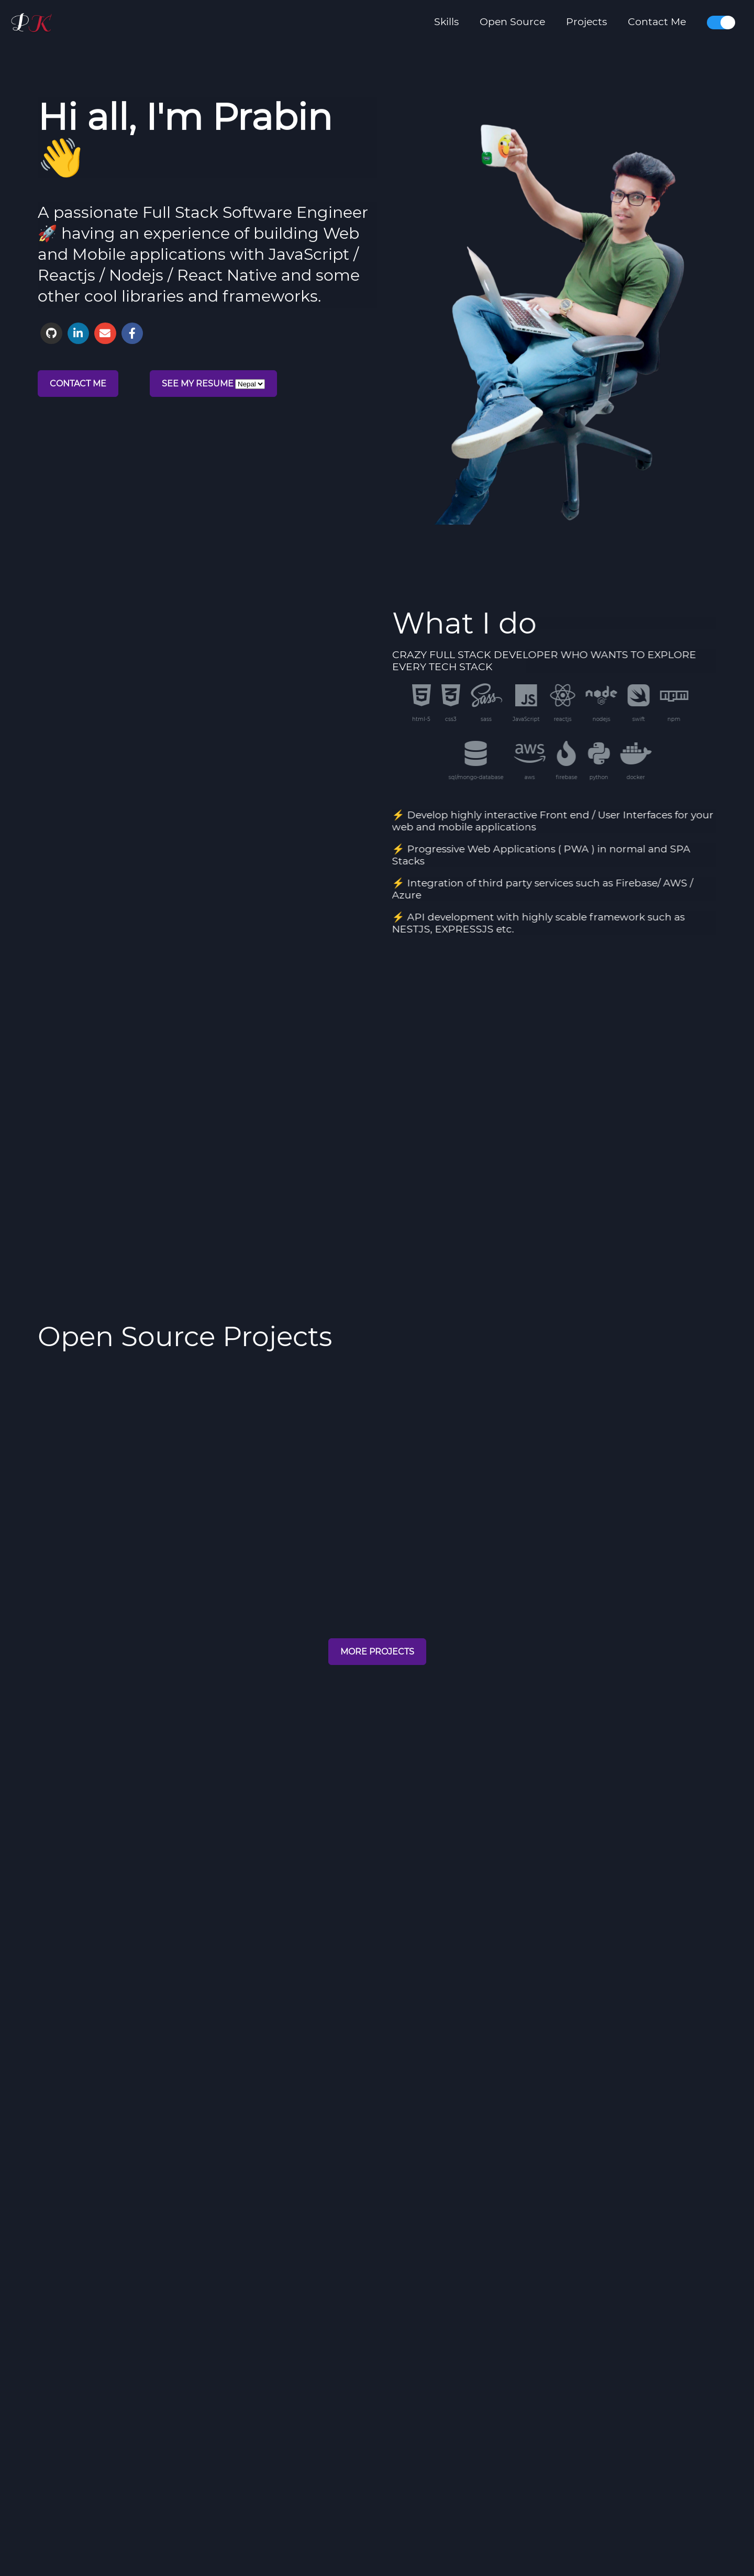 PK
Skills
Open Source
Projects
Contact Me
Hi all, I'm Prabin
👋
A passionate Full Stack Software Engineer
🚀 having an experience of building Web
and Mobile applications with JavaScript /
Reactjs / Nodejs / React Native and some
other cool libraries and frameworks.
CONTACT ME
SEE MY RESUME Nepal
What I do
CRAZY FULL STACK DEVELOPER WHO WANTS TO EXPLORE
EVERY TECH STACK
html-5
css3
sass
JavaScript
reactjs
nodejs
swift
npm
sql/mongo-database
aws
firebase
python
docker
⚡ Develop highly interactive Front end / User Interfaces for your
web and mobile applications
⚡ Progressive Web Applications ( PWA ) in normal and SPA
Stacks
⚡ Integration of third party services such as Firebase/ AWS /
Azure
⚡ API development with highly scable framework such as
NESTJS, EXPRESSJS etc.
Open Source Projects
MORE PROJECTS